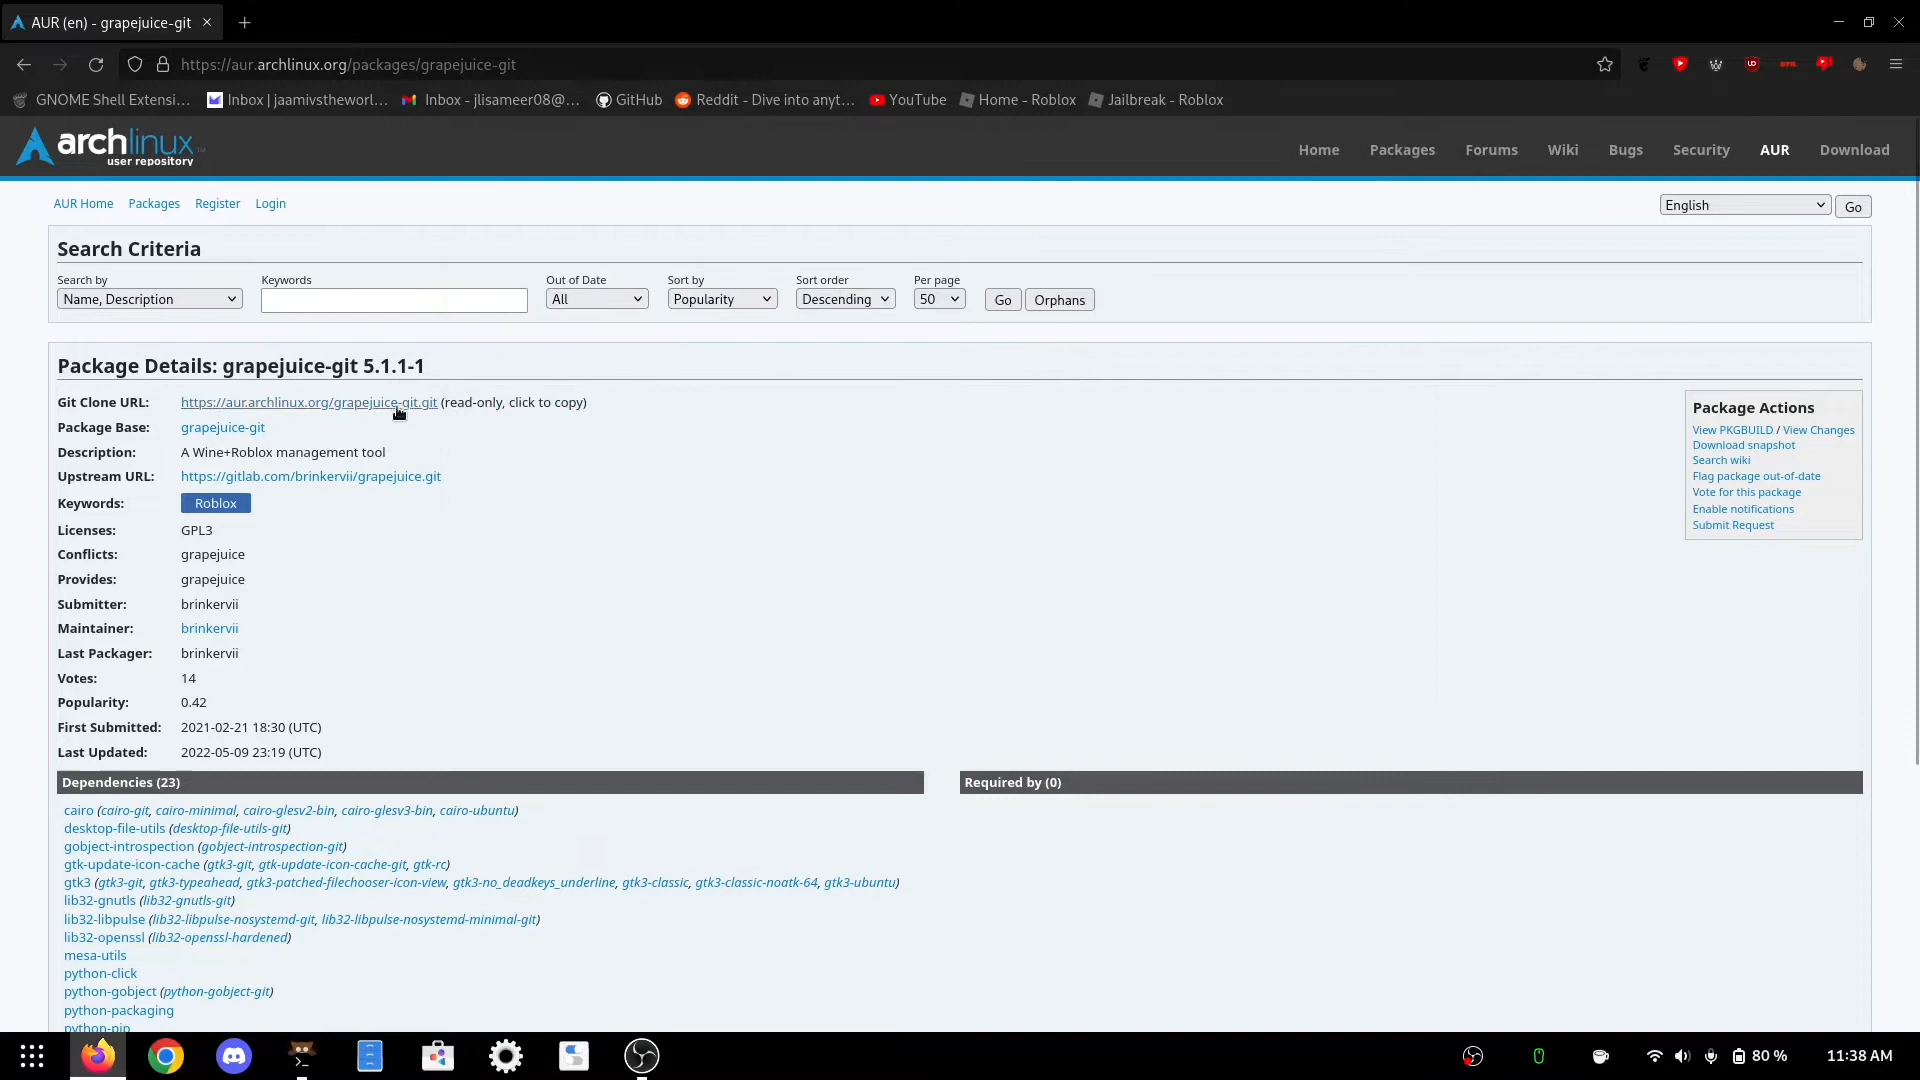 AUR (en) - grapejuice-git
https://aur.archlinux.org/packages/grapejuice-git
GNOME Shell Extensi...
Inbox | jaamivstheworl...
Inbox - jlisameer08@...
GitHub
Reddit - Dive into anyt...
YouTube
Home - Roblox
Jailbreak - Roblox
archlinux
user repository
Home
Packages
Forums
Wiki
Bugs
Security
AUR
Download
AUR Home
Packages
Register
Login
English
Go
Search Criteria
Search by
Keywords
Out of Date
Sort by
Sort order
Per page
Name, Description
All
Popularity
Descending
50
Go
Orphans
Package Details: grapejuice-git 5.1.1-1
Git Clone URL: https://aur.archlinux.org/grapejuice-git.git (read-only, click to copy)
Package Base: grapejuice-git
Description: A Wine+Roblox management tool
Upstream URL: https://gitlab.com/brinkervii/grapejuice.git
Keywords: Roblox
Licenses: GPL3
Conflicts: grapejuice
Provides: grapejuice
Submitter: brinkervii
Maintainer: brinkervii
Last Packager: brinkervii
Votes: 14
Popularity: 0.42
First Submitted: 2021-02-21 18:30 (UTC)
Last Updated: 2022-05-09 23:19 (UTC)
Package Actions
View PKGBUILD / View Changes
Download snapshot
Search wiki
Flag package out-of-date
Vote for this package
Enable notifications
Submit Request
Dependencies (23)
Required by (0)
cairo (cairo-git, cairo-minimal, cairo-glesv2-bin, cairo-glesv3-bin, cairo-ubuntu)
desktop-file-utils (desktop-file-utils-git)
gobject-introspection (gobject-introspection-git)
gtk-update-icon-cache (gtk3-git, gtk-update-icon-cache-git, gtk-rc)
gtk3 (gtk3-git, gtk3-typeahead, gtk3-patched-filechooser-icon-view, gtk3-no_deadkeys_underline, gtk3-classic, gtk3-classic-noatk-64, gtk3-ubuntu)
lib32-gnutls (lib32-gnutls-git)
lib32-libpulse (lib32-libpulse-nosystemd-git, lib32-libpulse-nosystemd-minimal-git)
lib32-openssl (lib32-openssl-hardened)
mesa-utils
python-click
python-gobject (python-gobject-git)
python-packaging
python-pip
80 %
11:38 AM